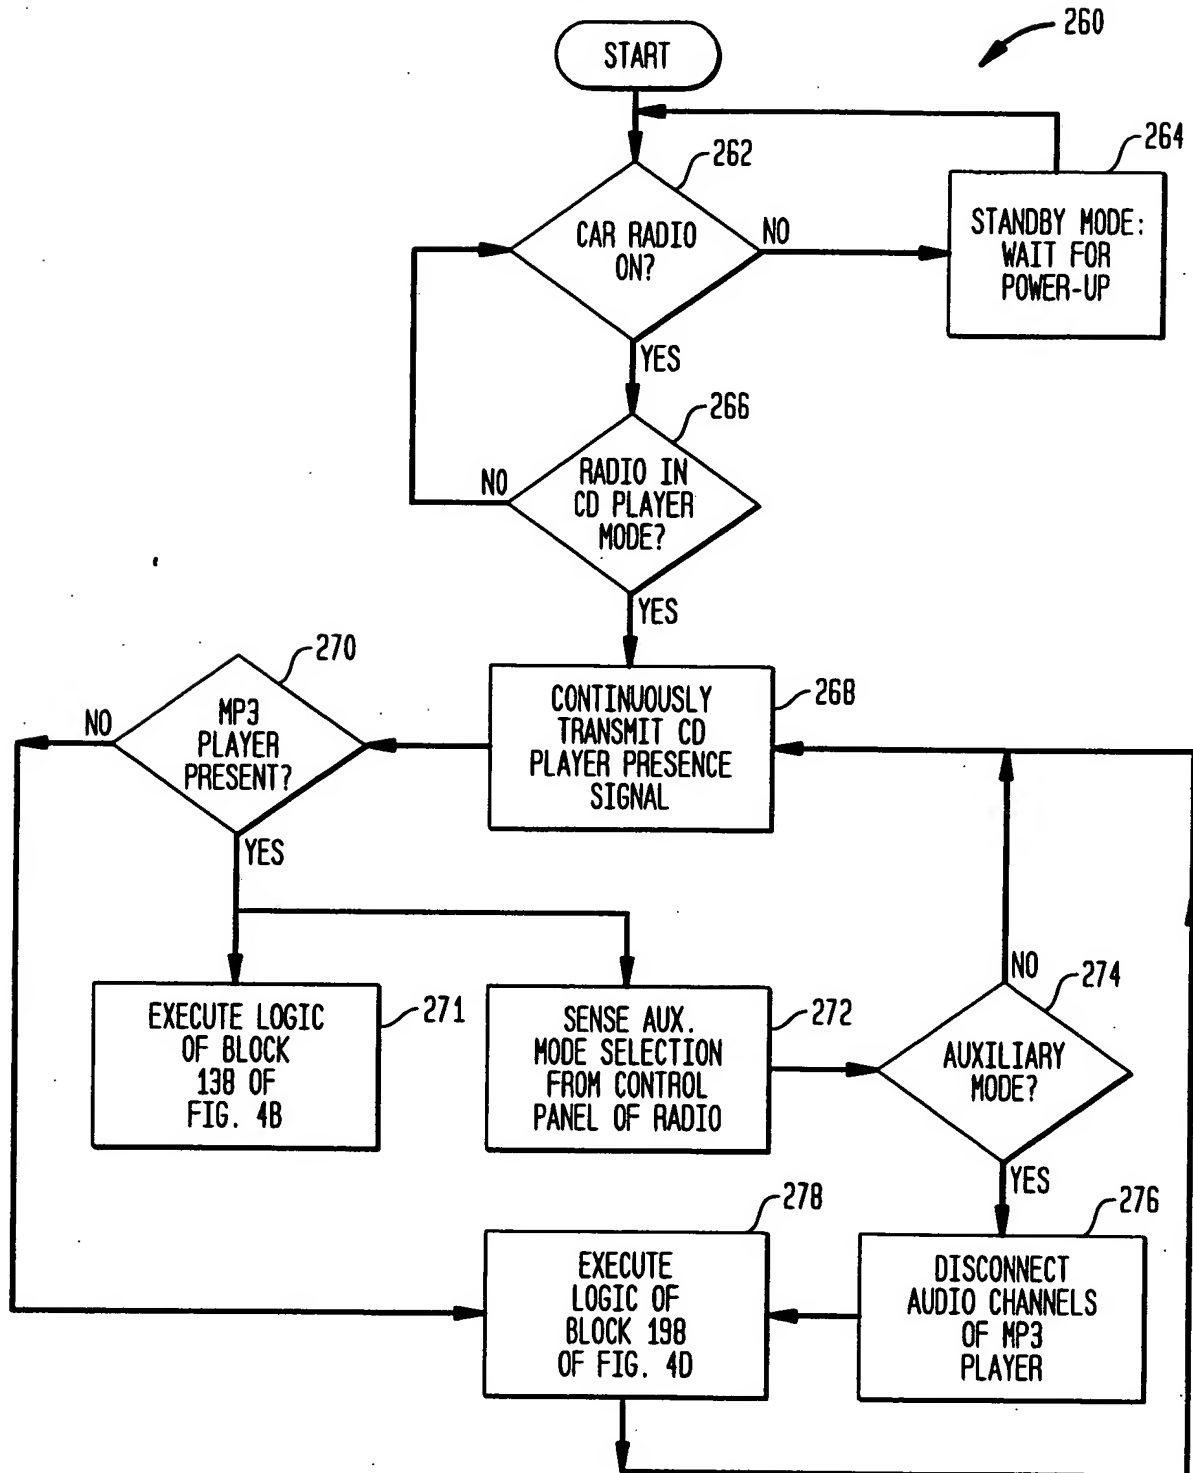 260
START
262
264
CAR RADIO
ON?
NO
STANDBY MODE:
WAIT FOR
POWER-UP
YES
266
RADIO IN
CD PLAYER
MODE?
NO
YES
270
268
MP3
PLAYER
PRESENT?
NO
CONTINUOUSLY
TRANSMIT CD
PLAYER PRESENCE
SIGNAL
YES
271
EXECUTE LOGIC
OF BLOCK
138 OF
FIG. 4B
272
SENSE AUX.
MODE SELECTION
FROM CONTROL
PANEL OF RADIO
NO
274
AUXILIARY
MODE?
YES
278
276
EXECUTE
LOGIC OF
BLOCK 198
OF FIG. 4D
DISCONNECT
AUDIO CHANNELS
OF MP3
PLAYER